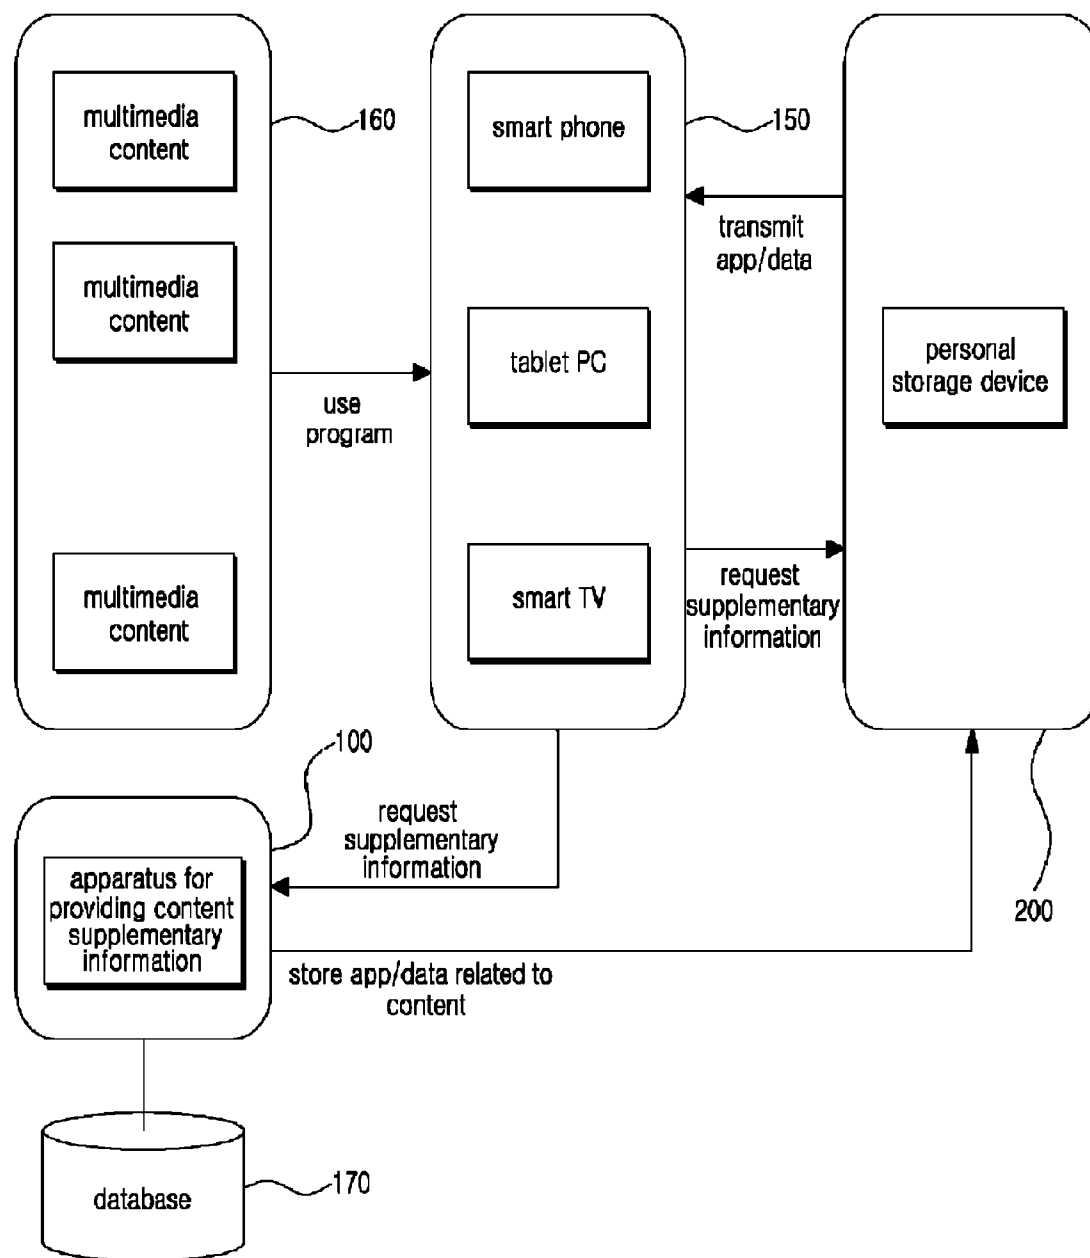 multimedia
content
160
smart phone
150
transmit
app/data
multimedia
content
tablet PC
personal
storage device
use
program
multimedia
content
smart TV
request
supplementary
information
100
request
supplementary
information
200
apparatus for
providing content
supplementary
information
store app/data related to
content
database
170